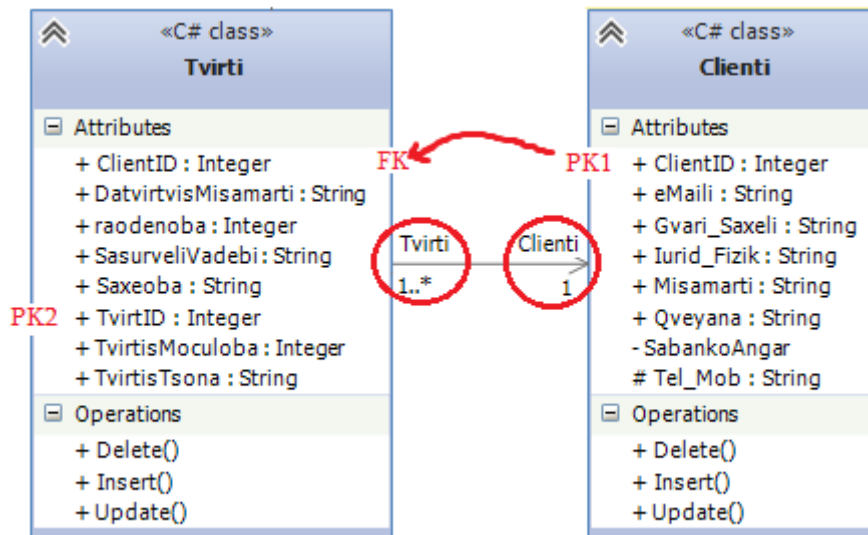 «C# class»
Tvirti
Attributes
+ ClientID : Integer
+ DatvirtvisMisamarti : String
+ raodenoba : Integer
+ SasurveliVadebi : String
+ Saxeoba : String
+ TvirtID : Integer
+ TvirtisMoculoba : Integer
+ TvirtisTsona : String
Operations
+ Delete()
+ Insert()
+ Update()
PK2
FK
PK1
Tvirti
1..*
Clienti
1
«C# class»
Clienti
Attributes
+ ClientID : Integer
+ eMaili : String
+ Gvari_Saxeli : String
+ Iurid_Fizik : String
+ Misamarti : String
+ Qveyana : String
- SabankoAngar
# Tel_Mob : String
Operations
+ Delete()
+ Insert()
+ Update()